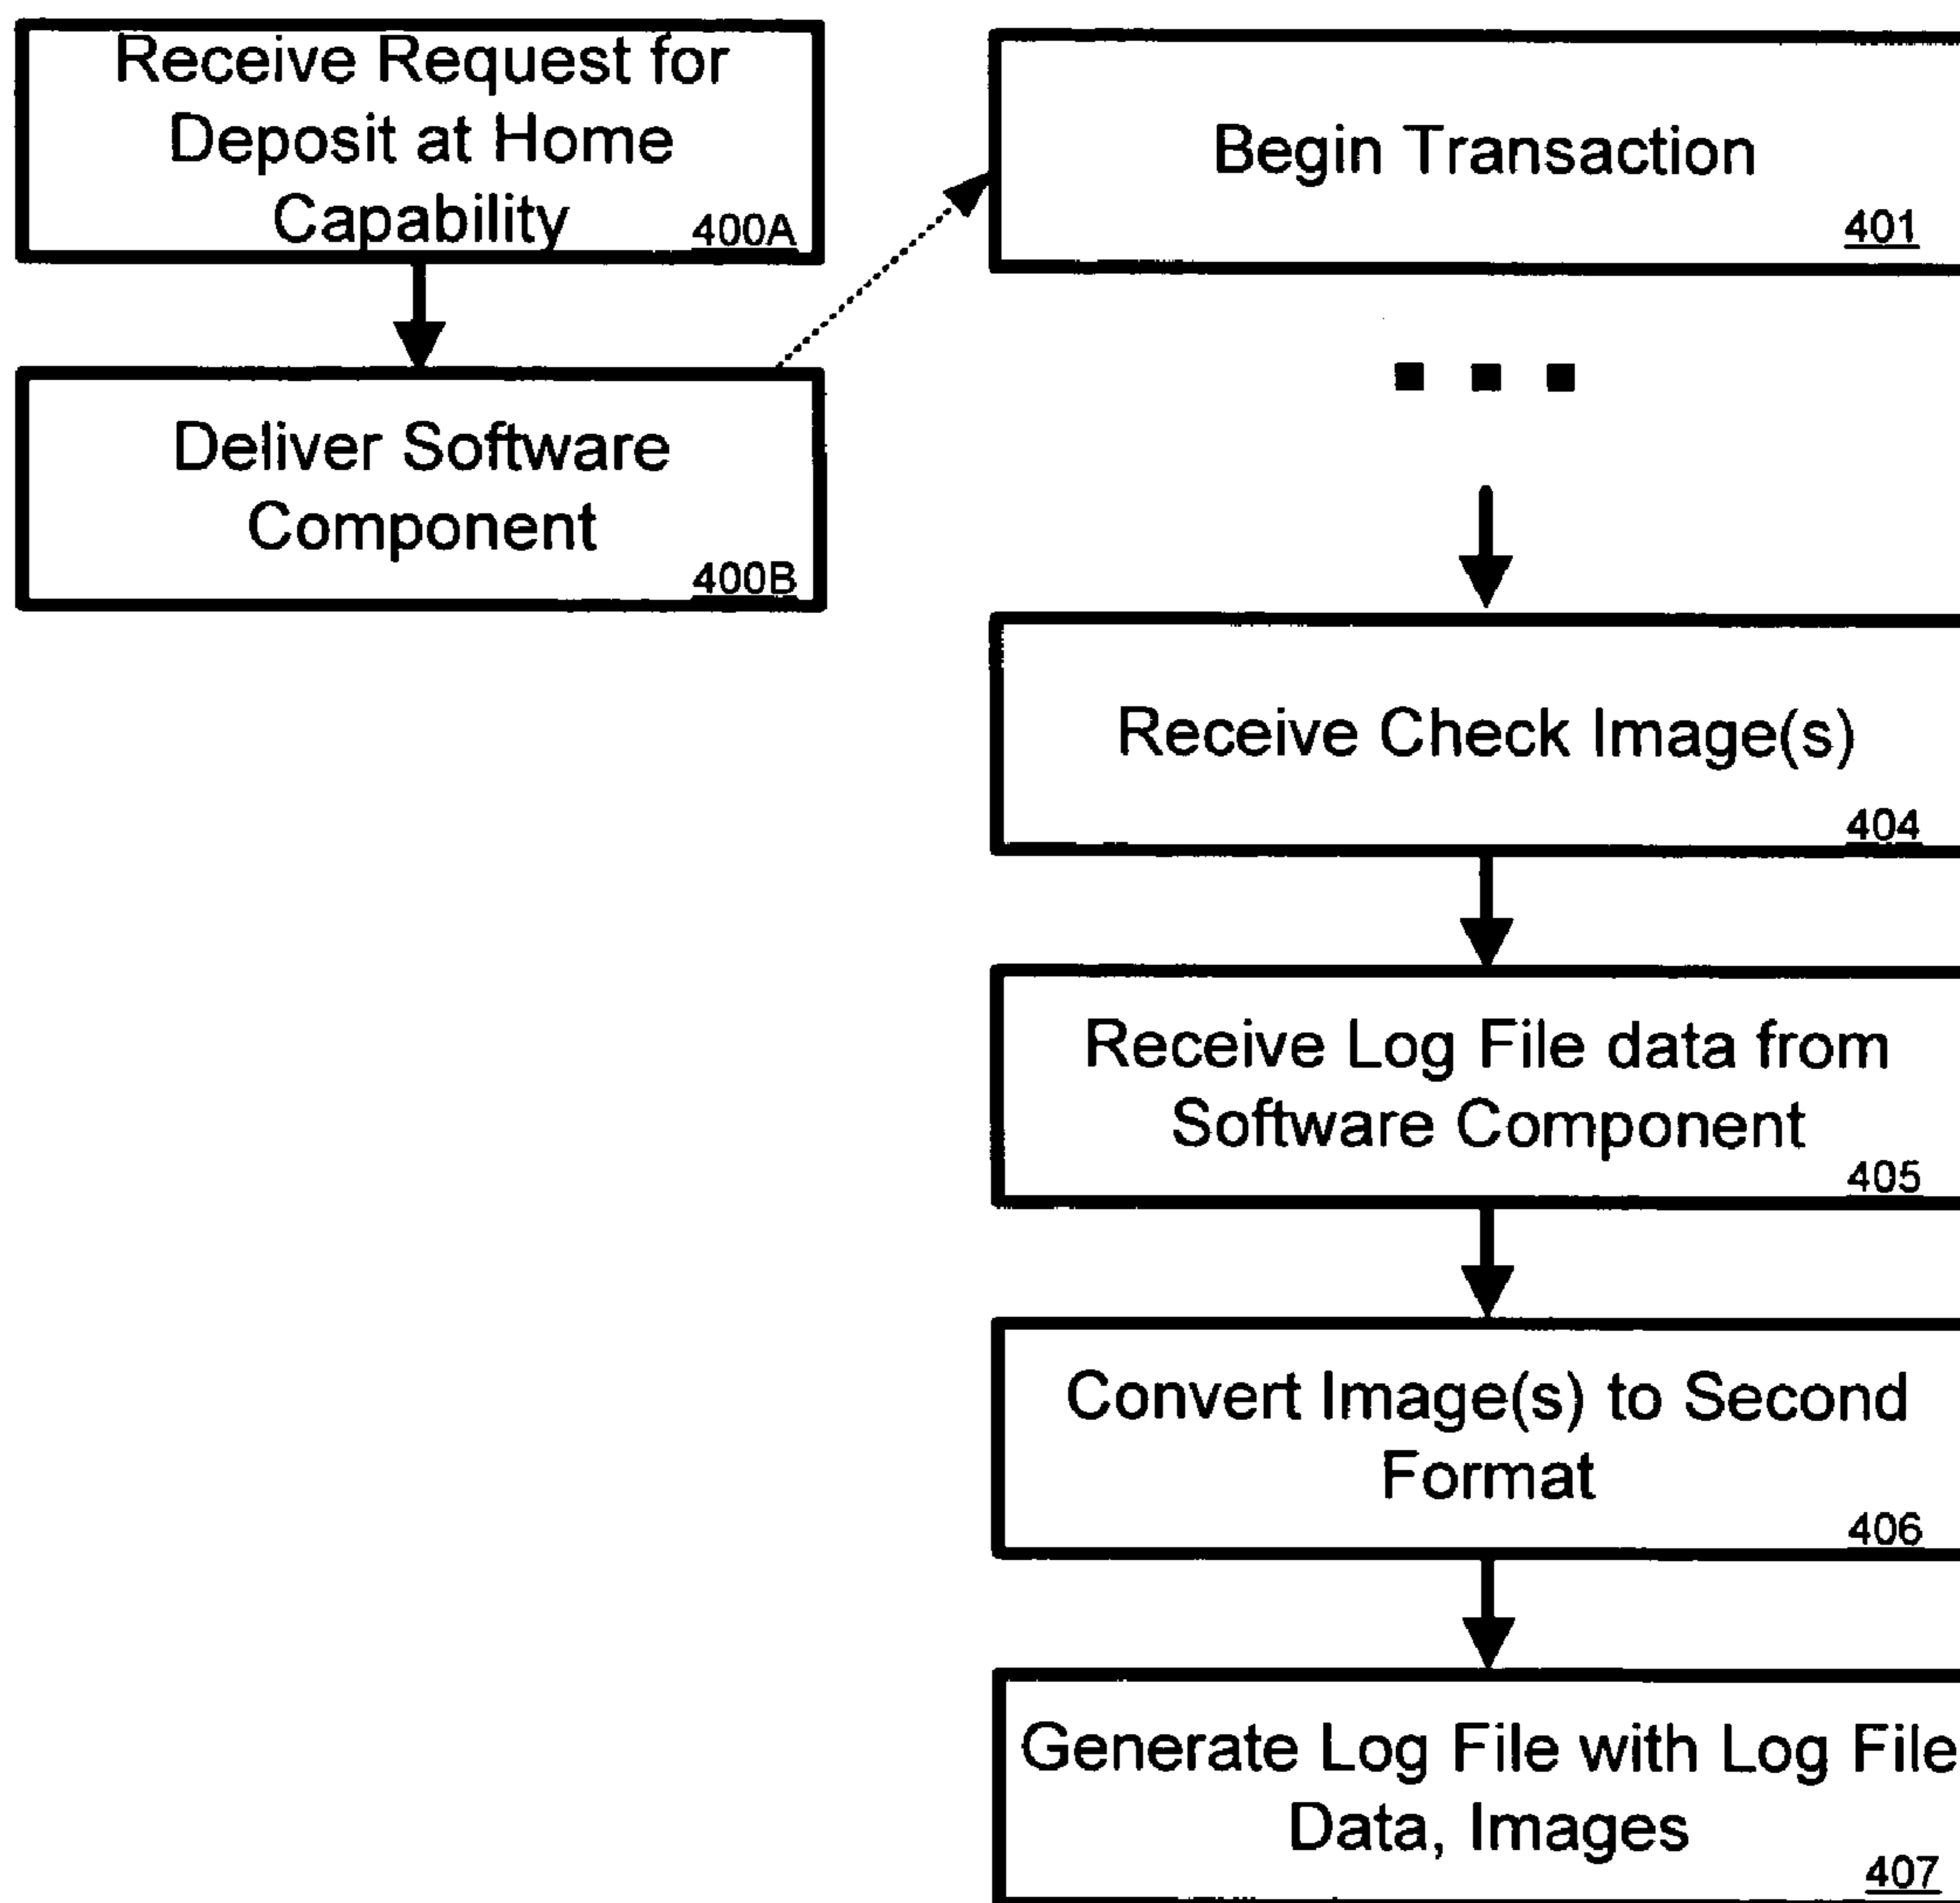 Receive Request for
Deposit at Home
Capability
400A
Deliver Software
Component
400B
Begin Transaction
401
Receive Check Image(s)
404
Receive Log File data from
Software Component
405
Convert Image(s) to Second
Format
406
Generate Log File with Log File
Data, Images
407